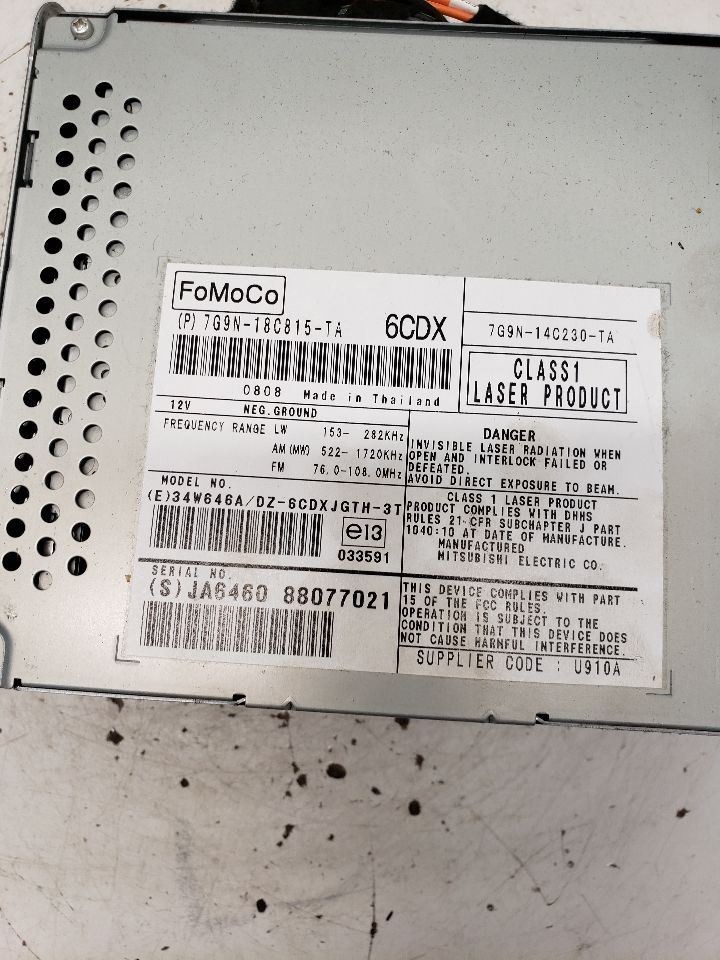 FoMoCo
(P) 7G9N-18C815-TA 6CDX
7G9N-14C230-TA
CLASS1
LASER PRODUCT
0808 Made in Thailand
12V NEG.GROUND
FREQUENCY RANGE LW 153- 282KHz
AM (MW) 522- 1720KHz
FM 76.0-108.0MHz
DANGER
INVISIBLE LASER RADIATION WHEN
OPEN AND INTERLOCK FAILED OR
DEFEATED.
AVOID DIRECT EXPOSURE TO BEAM.
MODEL NO.
(E)34W646A/DZ-6CDXJGTH-3T
e13
033591
CLASS 1 LASER PRODUCT
PRODUCT COMPLIES WITH DHHS
RULES 21 CFR SUBCHAPTER J PART
1040:10 AT DATE OF MANUFACTURE.
MANUFACTURED
MITSUBISHI ELECTRIC CO.
SERIAL NO.
(S)JA6460 88077021
THIS DEVICE COMPLIES WITH PART
15 OF THE FCC RULES.
OPERATION IS SUBJECT TO THE
CONDITION THAT THIS DEVICE DOES
NOT CAUSE HARMFUL INTERFERENCE.
SUPPLIER CODE : U910A